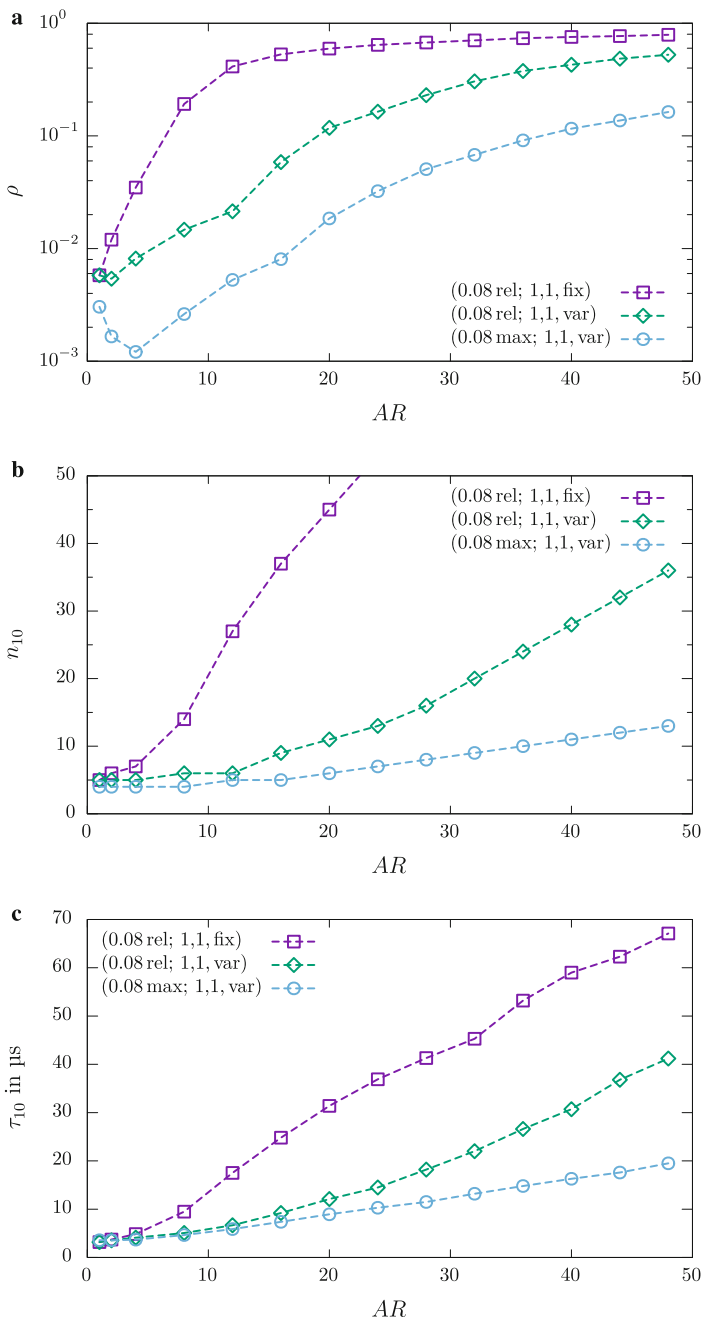 a
10^0
10^−1
10^−2
10^−3
ρ
(0.08 rel; 1,1, fix)
(0.08 rel; 1,1, var)
(0.08 max; 1,1, var)
0 10 20 30 40 50
AR
b
50
40
30
20
10
0
n_10
(0.08 rel; 1,1, fix)
(0.08 rel; 1,1, var)
(0.08 max; 1,1, var)
0 10 20 30 40 50
AR
c
70
60
50
40
30
20
10
0
τ_10 in µs
(0.08 rel; 1,1, fix)
(0.08 rel; 1,1, var)
(0.08 max; 1,1, var)
0 10 20 30 40 50
AR